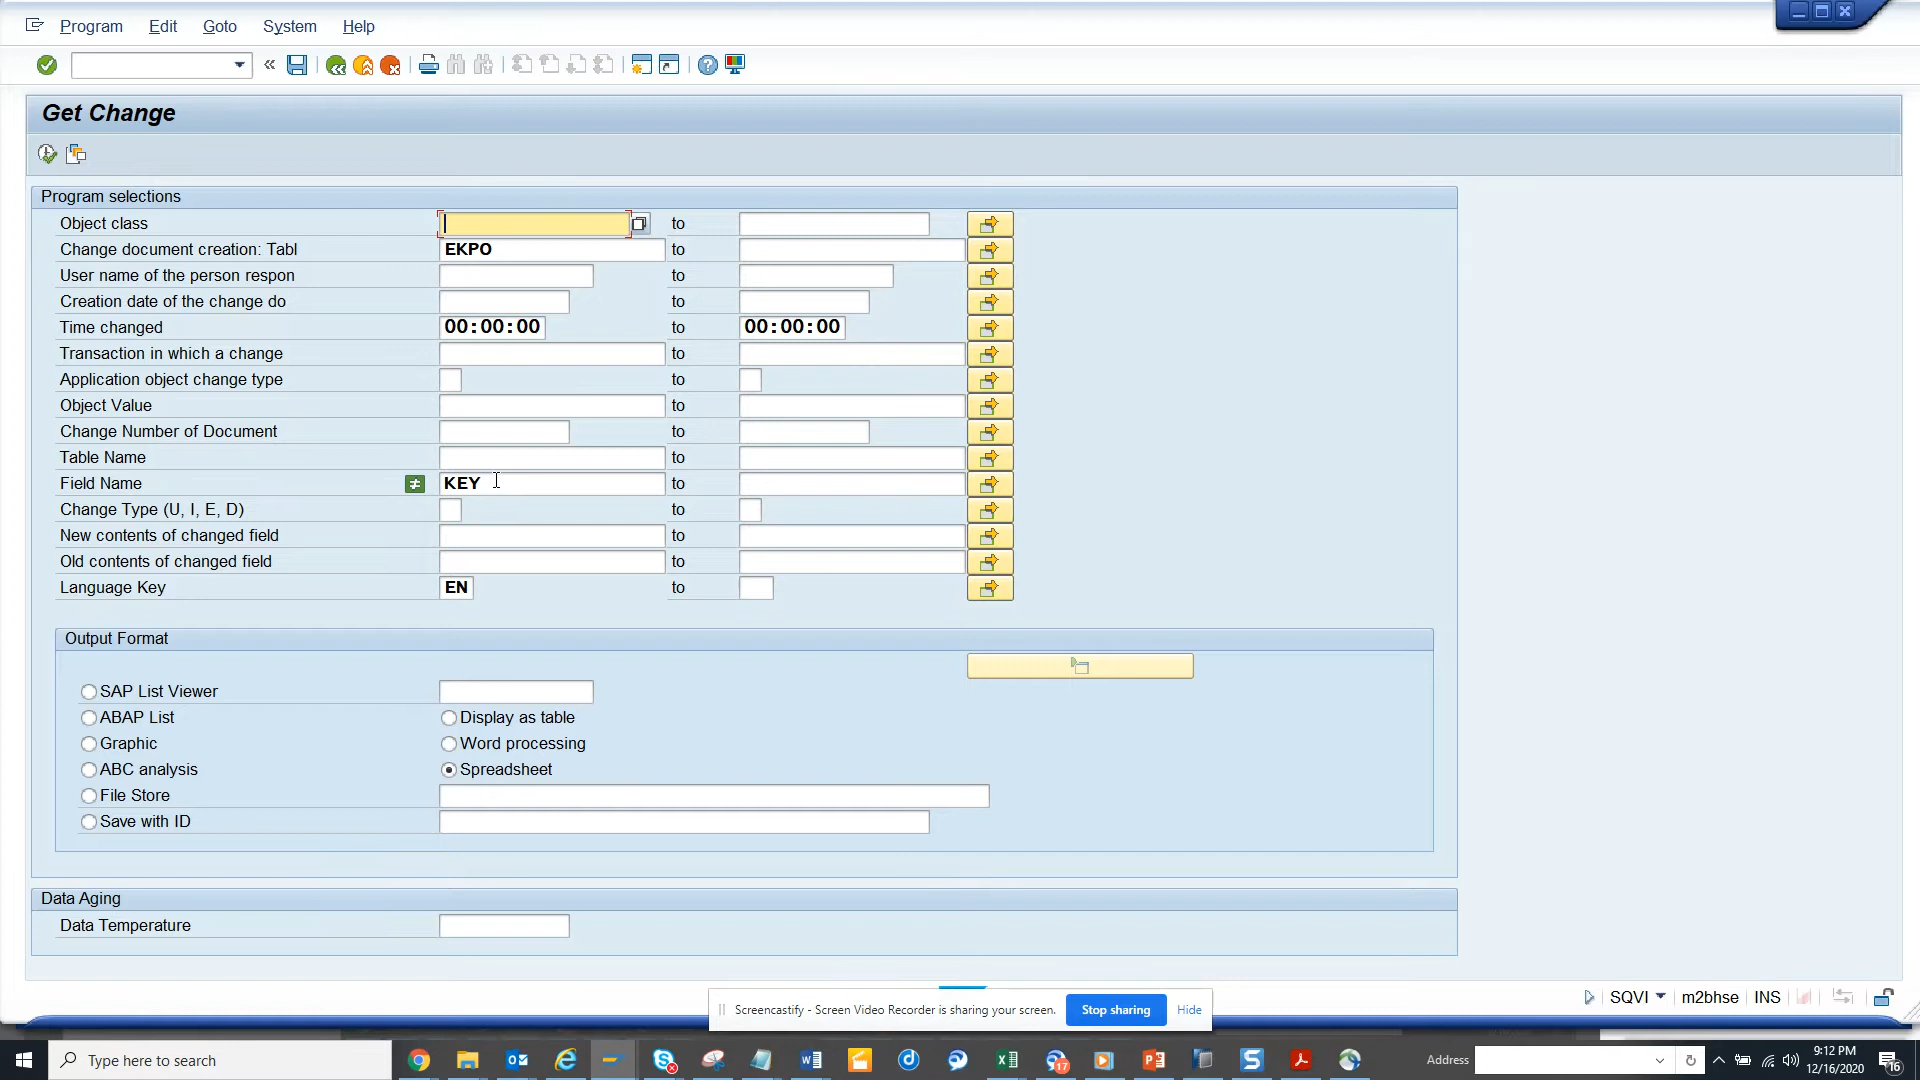 Program Edit Goto System Help
Get Change
Program selections
Object class to
Change document creation: Tabl EKPO to
User name of the person respon to
Creation date of the change do to
Time changed 00:00:00 to 00:00:00
Transaction in which a change to
Application object change type to
Object Value to
Change Number of Document to
Table Name to
Field Name KEY to
Change Type (U, I, E, D) to
New contents of changed field to
Old contents of changed field to
Language Key EN to
Output Format
SAP List Viewer
ABAP List Display as table
Graphic Word processing
ABC analysis Spreadsheet
File Store
Save with ID
Data Aging
Data Temperature
SQVI m2bhse INS
Screencastify - Screen Video Recorder is sharing your screen. Stop sharing Hide
Type here to search
Address
17
9:12 PM
12/16/2020
16